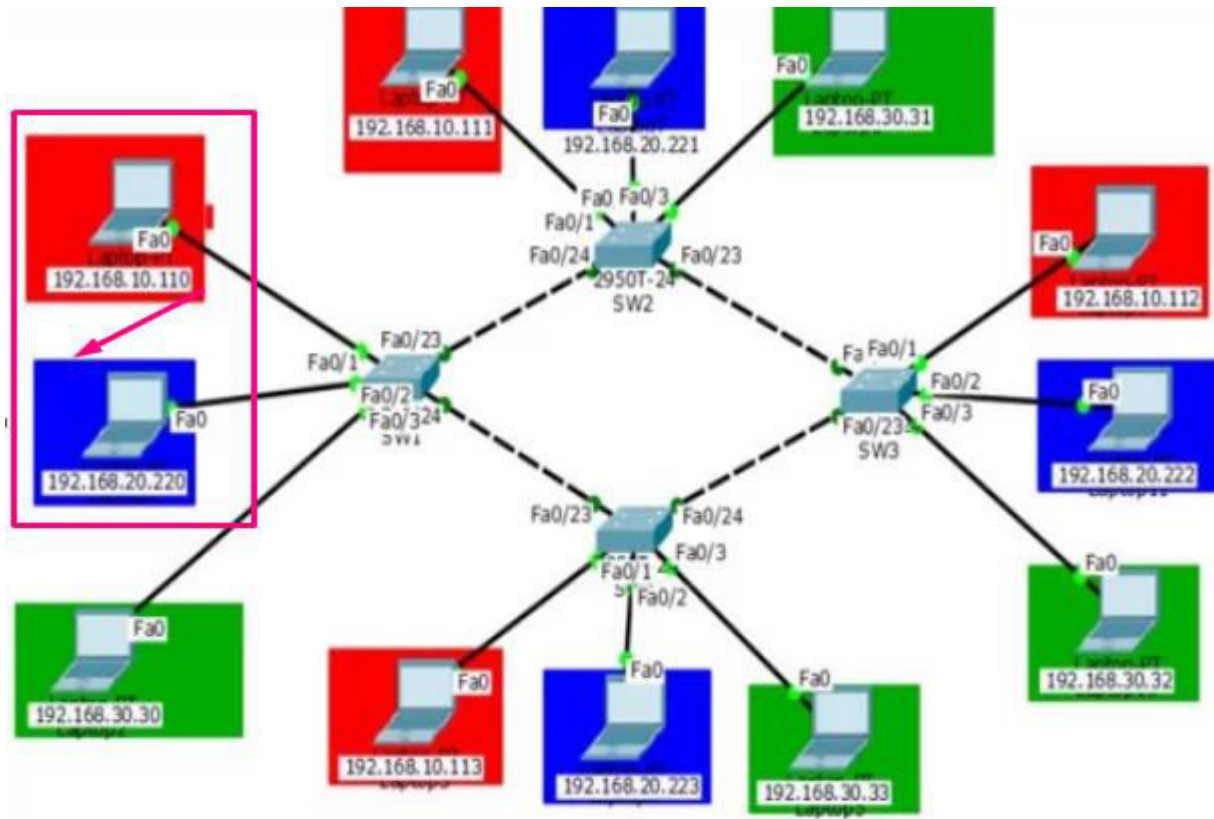 Fa0
192.168.10.111
Fa0
192.168.20.221
Fa0
Laptop-PT
192.168.30.31
Fa0
192.168.10.110
Fa0
192.168.20.220
Fa0
192.168.30.30
Fa0/1
Fa0
Fa0/3
Fa0/24
Fa0/23
2950T-24
SW2
Fa0/23
Fa0/1
Fa0/2
Fa0/3
24
SW1
Fa0/1
Fa0/2
Fa0/3
Fa0/23
SW3
Fa0
192.168.10.112
Fa0
192.168.20.222
Fa0
192.168.30.32
Fa0/23
Fa0/24
Fa0/3
Fa0/1
Fa0/2
Fa0
192.168.10.113
Fa0
192.168.20.223
Fa0
192.168.30.33